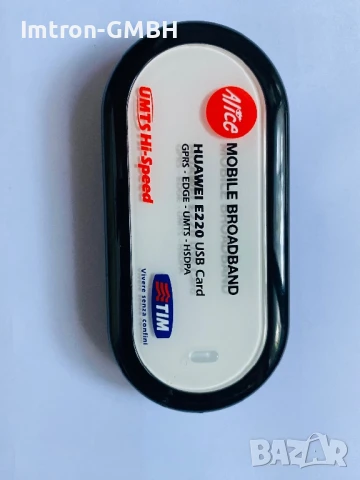 Imtron-GMBH
Alice
MOBILE BROADBAND
HUAWEI E220 USB Card
GPRS - EDGE - UMTS - HSDPA
UMTS Hi-Speed
TIM
Vivere senza confini
BAZAR